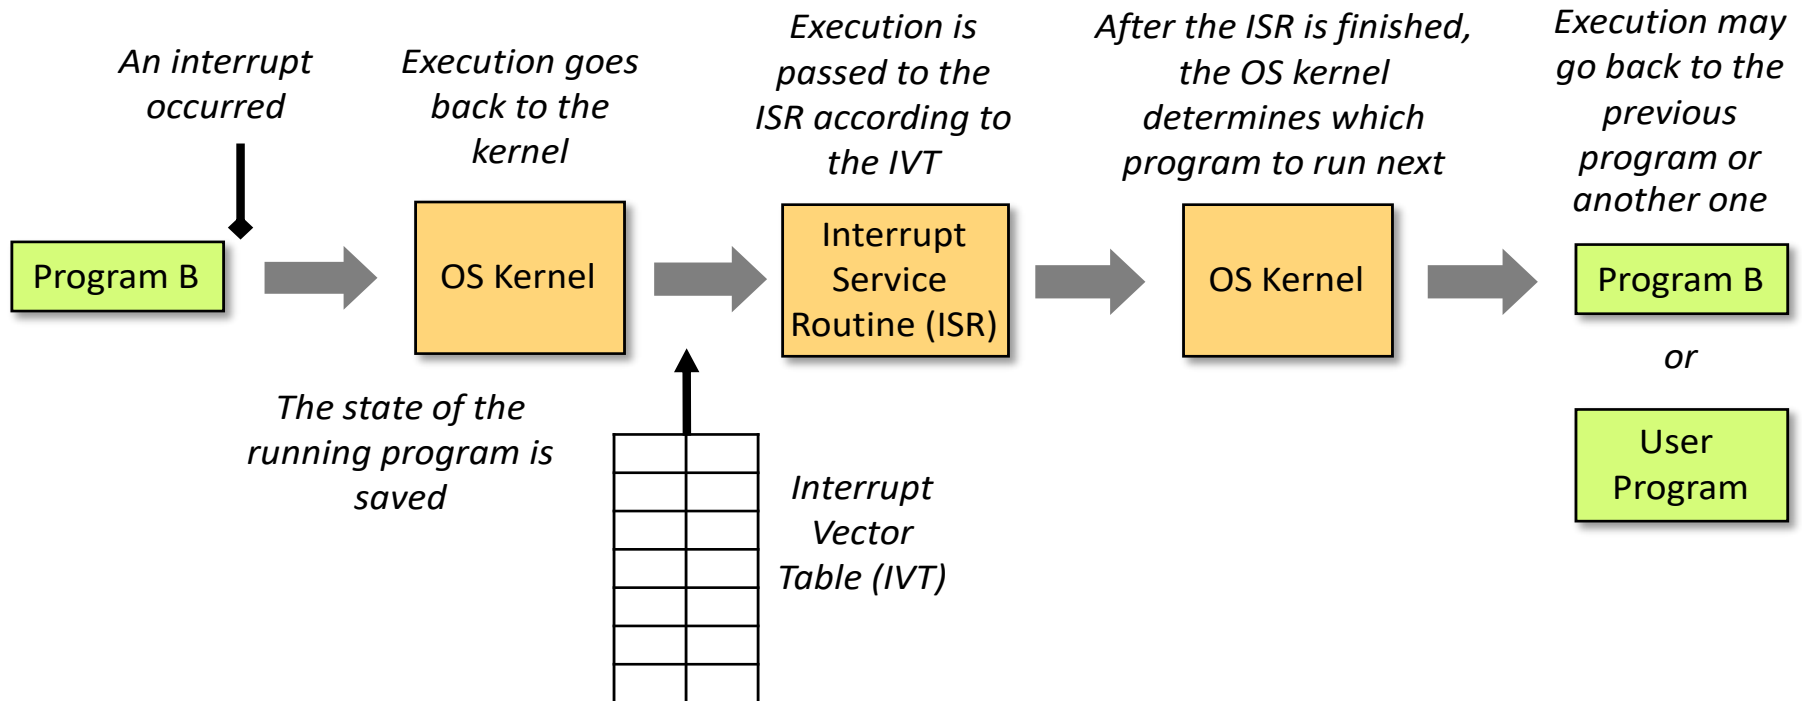 An interrupt
occurred
Execution goes
back to the
kernel
Execution is
passed to the
ISR according to
the IVT
After the ISR is finished,
the OS kernel
determines which
program to run next
Execution may
go back to the
previous
program or
another one
Program B
OS Kernel
Interrupt
Service
Routine (ISR)
OS Kernel
Program B
or
User
Program
The state of the
running program is
saved
Interrupt
Vector
Table (IVT)